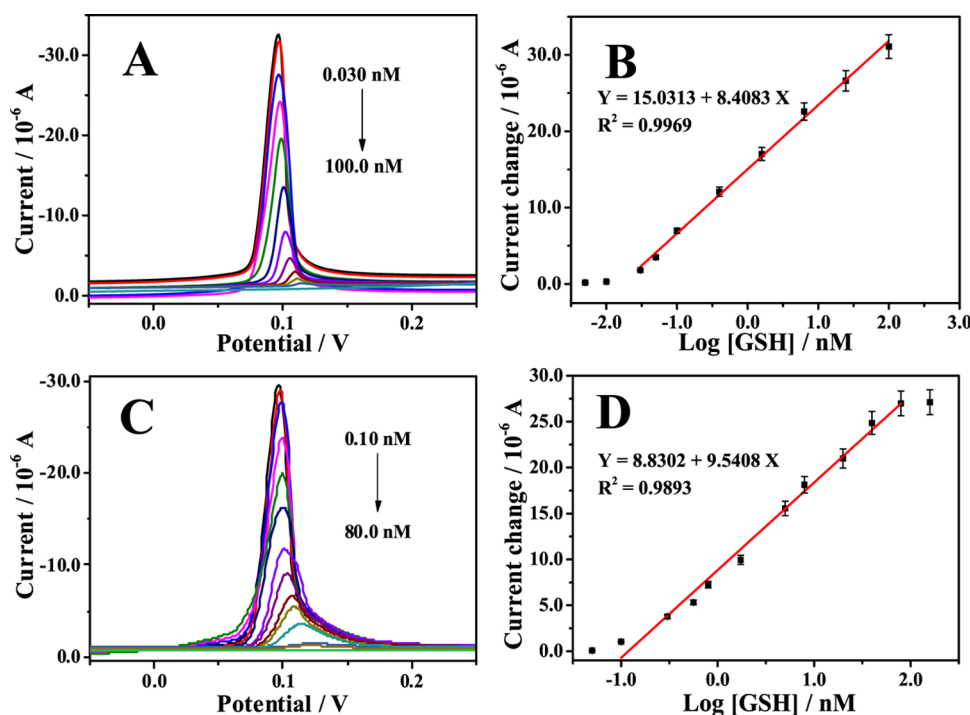 A
0.030 nM
100.0 nM
Current / 10-6 A
-30.0
-20.0
-10.0
0.0
0.0
0.1
0.2
Potential / V
B
Y = 15.0313 + 8.4083 X
R2 = 0.9969
Current change / 10-6 A
30.0
20.0
10.0
0.0
-2.0
-1.0
0.0
1.0
2.0
3.0
Log [GSH] / nM
C
0.10 nM
80.0 nM
Current / 10-6 A
-30.0
-20.0
-10.0
0.0
0.0
0.1
0.2
Potential / V
D
Y = 8.8302 + 9.5408 X
R2 = 0.9893
Current change / 10-6 A
30.0
25.0
20.0
15.0
10.0
5.0
0.0
-1.0
0.0
1.0
2.0
Log [GSH] / nM